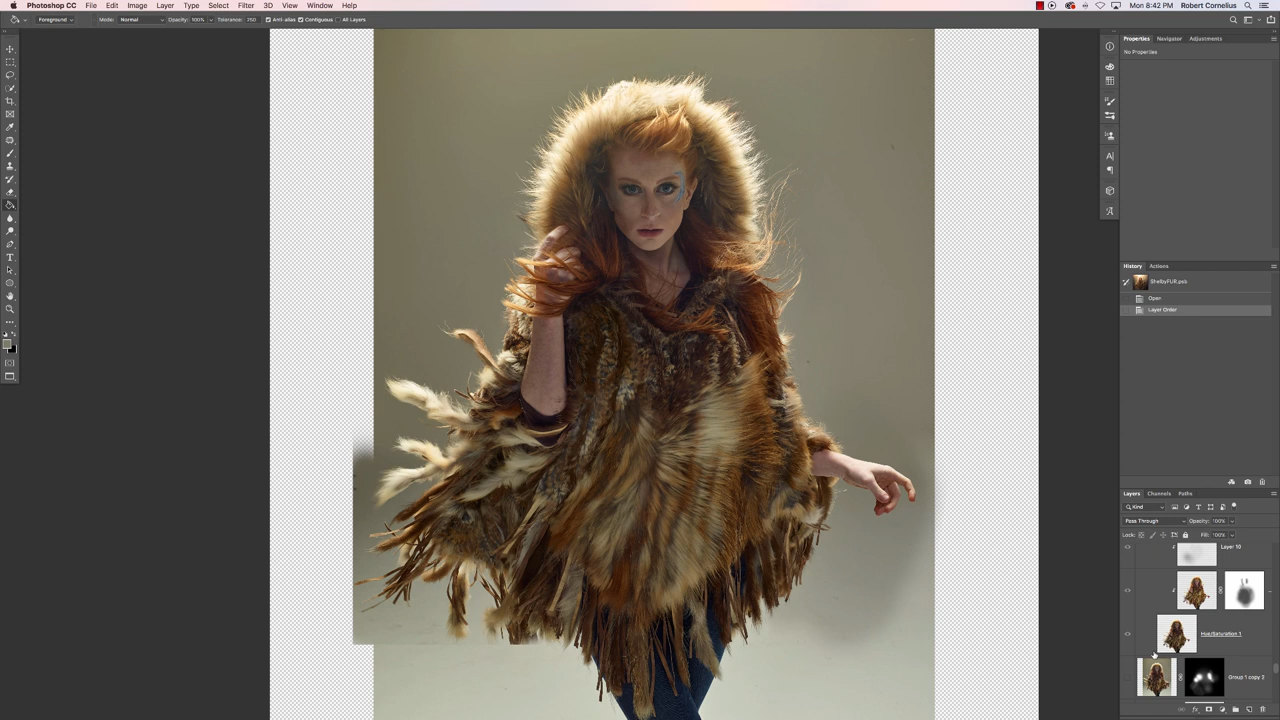 Photoshop CC File Edit Image Layer Type Select Filter 3D View Window Help Mon 8:42 PM Robert Cornelius
Foreground Mode: Normal Opacity: 100% Tolerance: 250 Anti-alias Contiguous All Layers
Properties Navigator Adjustments
No Properties
History Actions
ShelbyFUR.psb
Open
Layer Order
Layers Channels Paths
Kind
Pass Through Opacity: 100%
Lock: Fill: 100%
Layer 10
Hue/Saturation 1
Group 1 copy 2